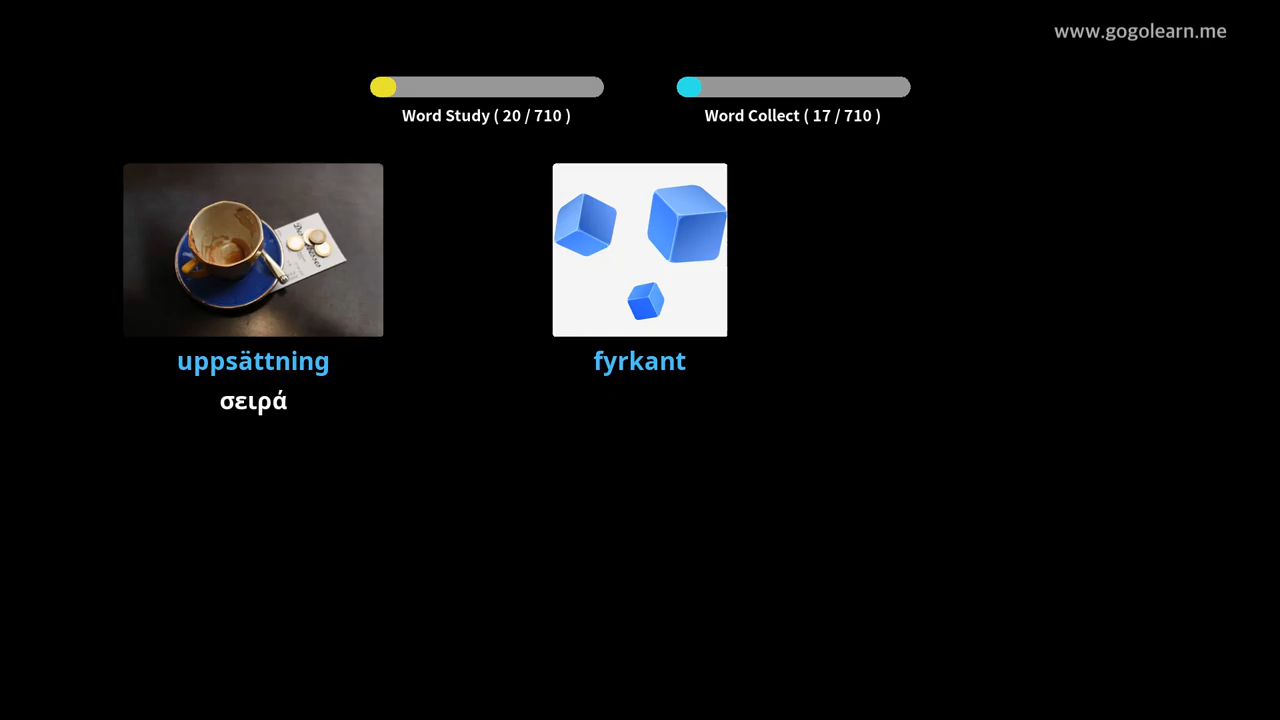 www.gogolearn.me
Word Study ( 20 / 710 )
Word Collect ( 17 / 710 )
uppsättning
fyrkant
σειρά